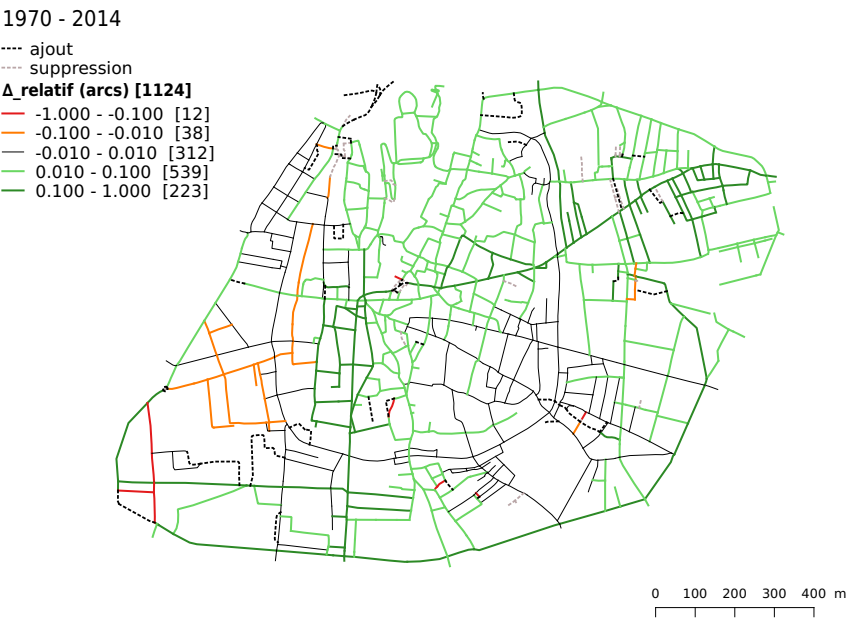 1970 - 2014
ajout
suppression
Δ_relatif (arcs) [1124]
-1.000 - -0.100 [12]
-0.100 - -0.010 [38]
-0.010 - 0.010 [312]
0.010 - 0.100 [539]
0.100 - 1.000 [223]
0 100 200 300 400 m